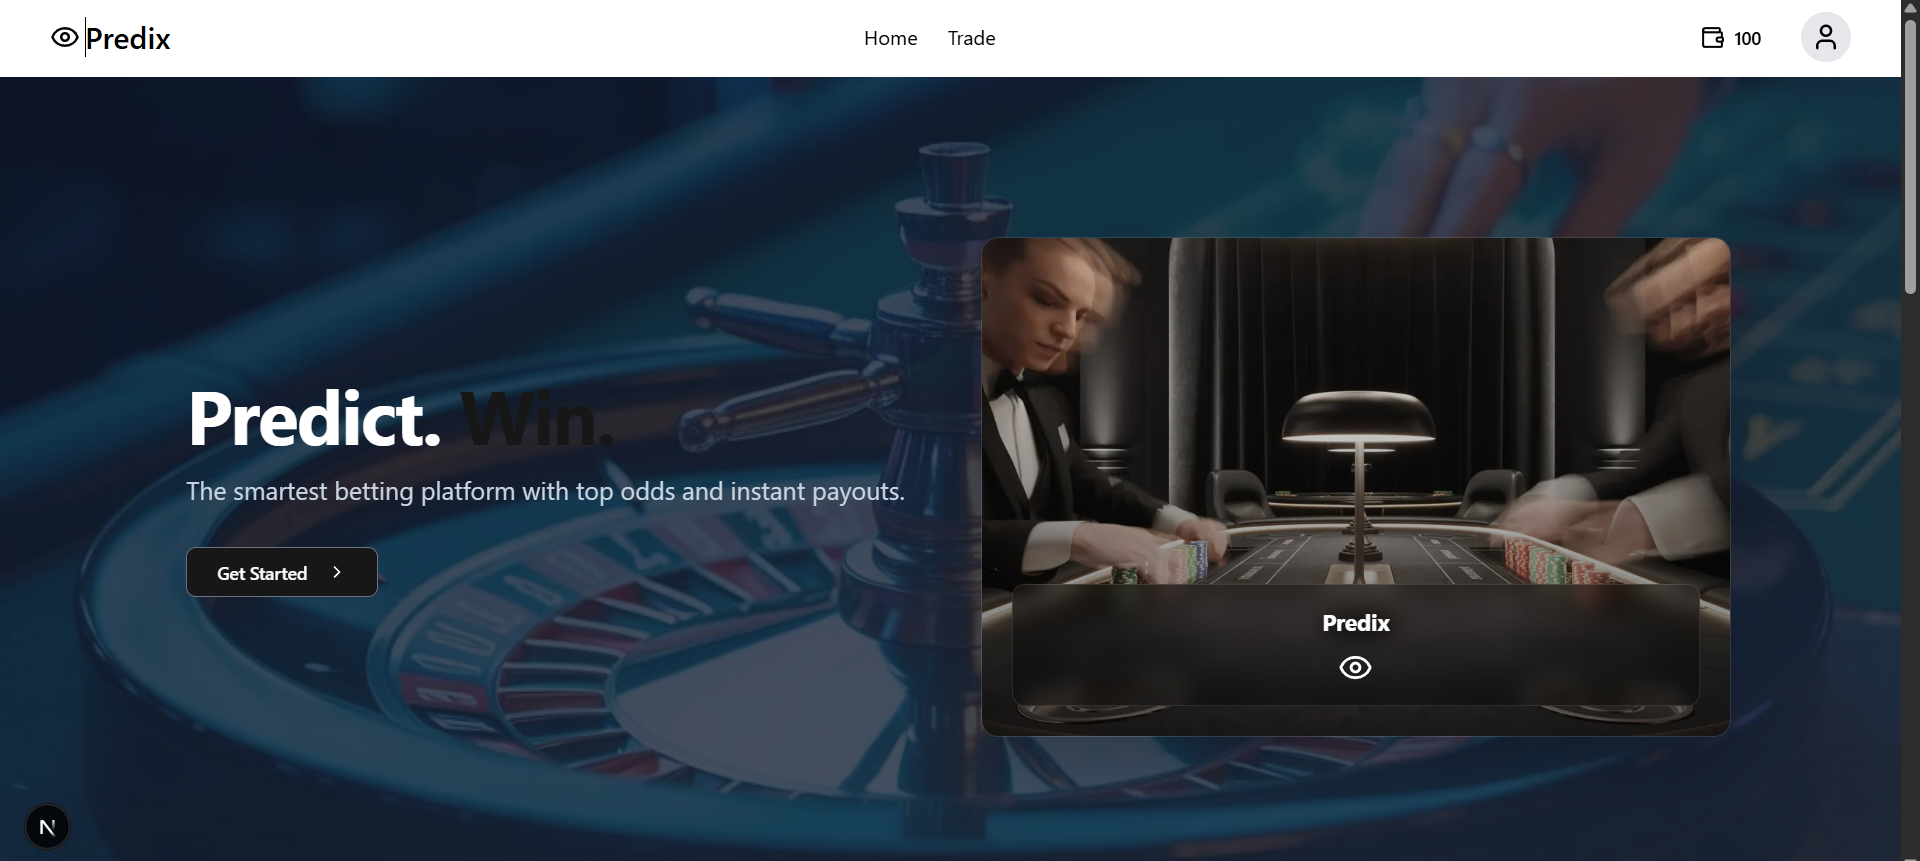 Predix
Home Trade
100
Predict. Win.
The smartest betting platform with top odds and instant payouts.
Get Started
Predix
N